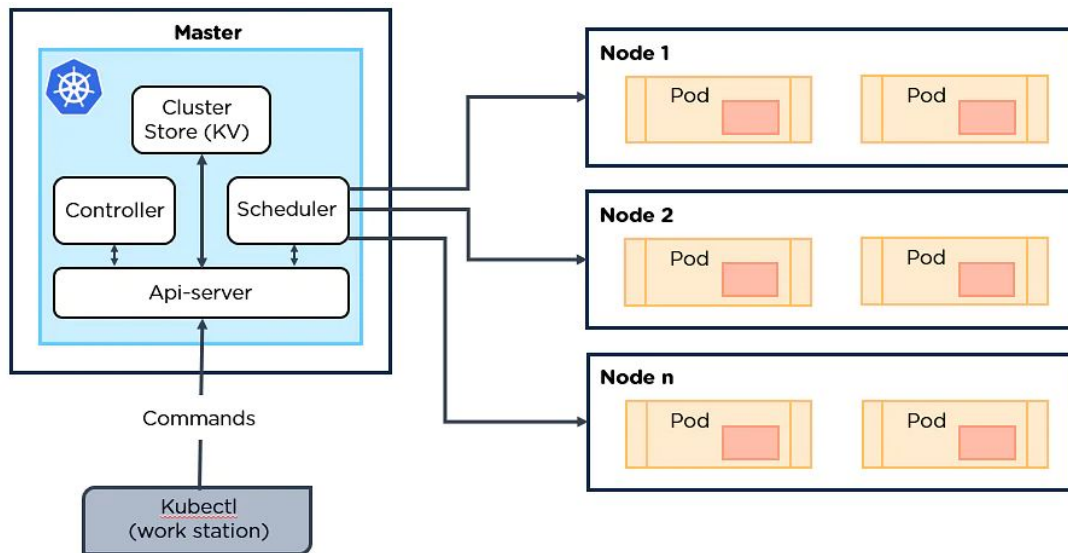 Master
Cluster
Store (KV)
Controller
Scheduler
Api-server
Commands
Kubectl
(work station)
Node 1
Pod
Pod
Node 2
Pod
Pod
Node n
Pod
Pod